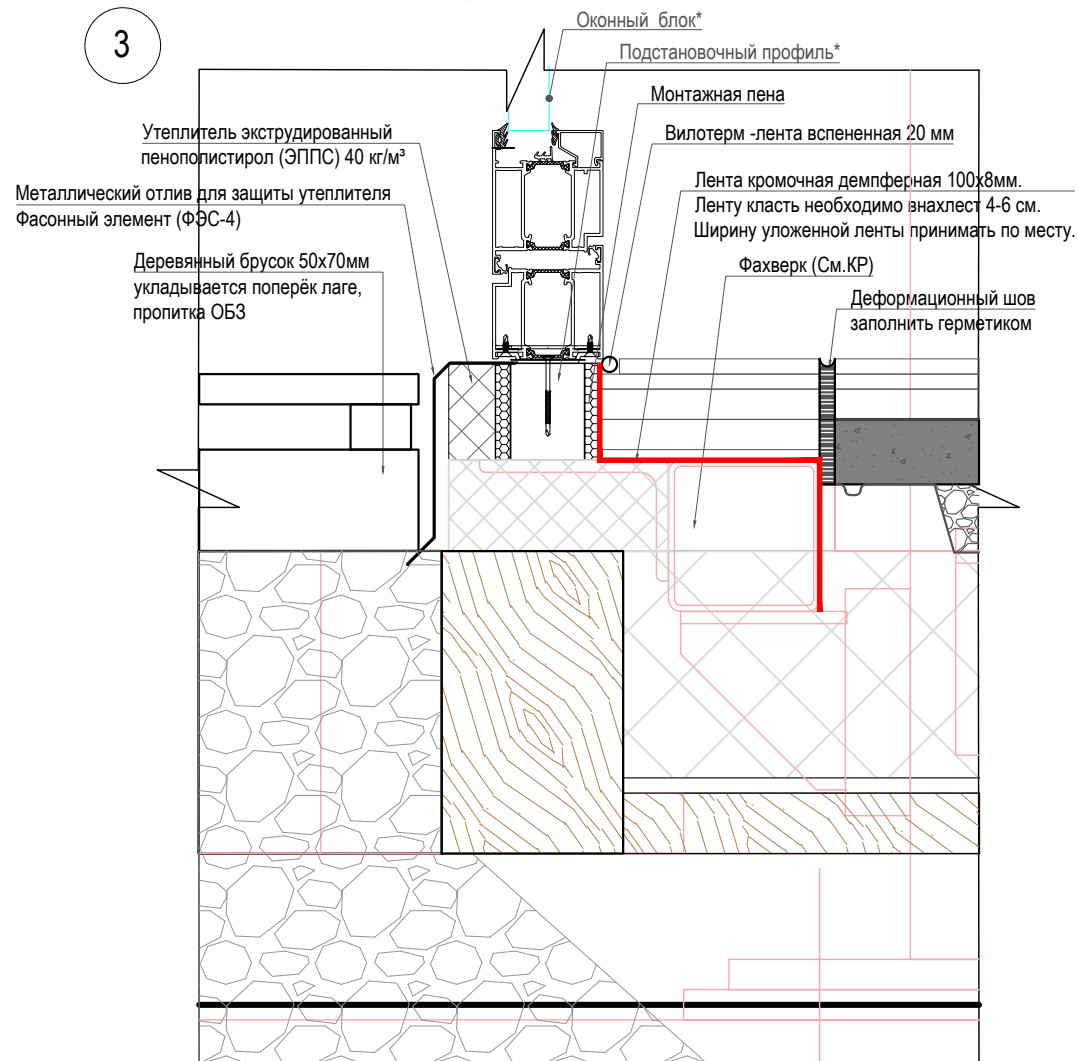 3
Оконный блок*
Подстановочный профиль*
Монтажная пена
Утеплитель экструдированный
пенополистирол (ЭППС) 40 кг/м³
Вилотерм -лента вспененная 20 мм
Металлический отлив для защиты утеплителя
Фасонный элемент (ФЭС-4)
Лента кромочная демпферная 100х8мм.
Ленту класть необходимо внахлест 4-6 см.
Ширину уложенной ленты принимать по месту.
Деревянный брусок 50х70мм
укладывается поперёк лаге,
пропитка ОБЗ
Фахверк (См.КР)
Деформационный шов
заполнить герметиком